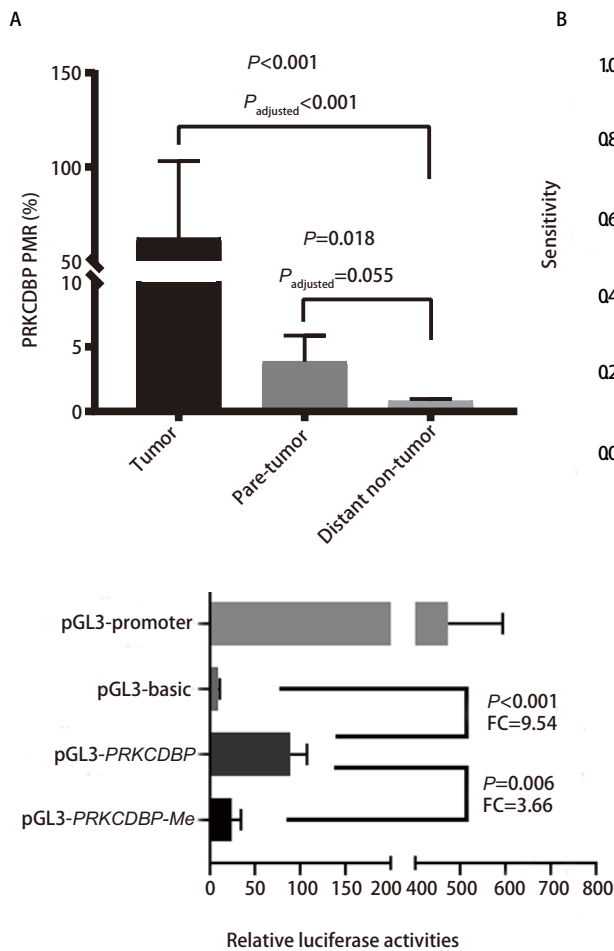 A
B
P<0.001
Padjusted<0.001
P=0.018
Padjusted=0.055
PRKCDBP PMR (%)
150
100
50
10
5
0
Tumor
Pare-tumor
Distant non-tumor
Sensitivity
1.0
0.8
0.6
0.4
0.2
0.0
pGL3-promoter
pGL3-basic
pGL3-PRKCDBP
pGL3-PRKCDBP-Me
P<0.001
FC=9.54
P=0.006
FC=3.66
0 50 100 150 200 400 500 600 700 800
Relative luciferase activities